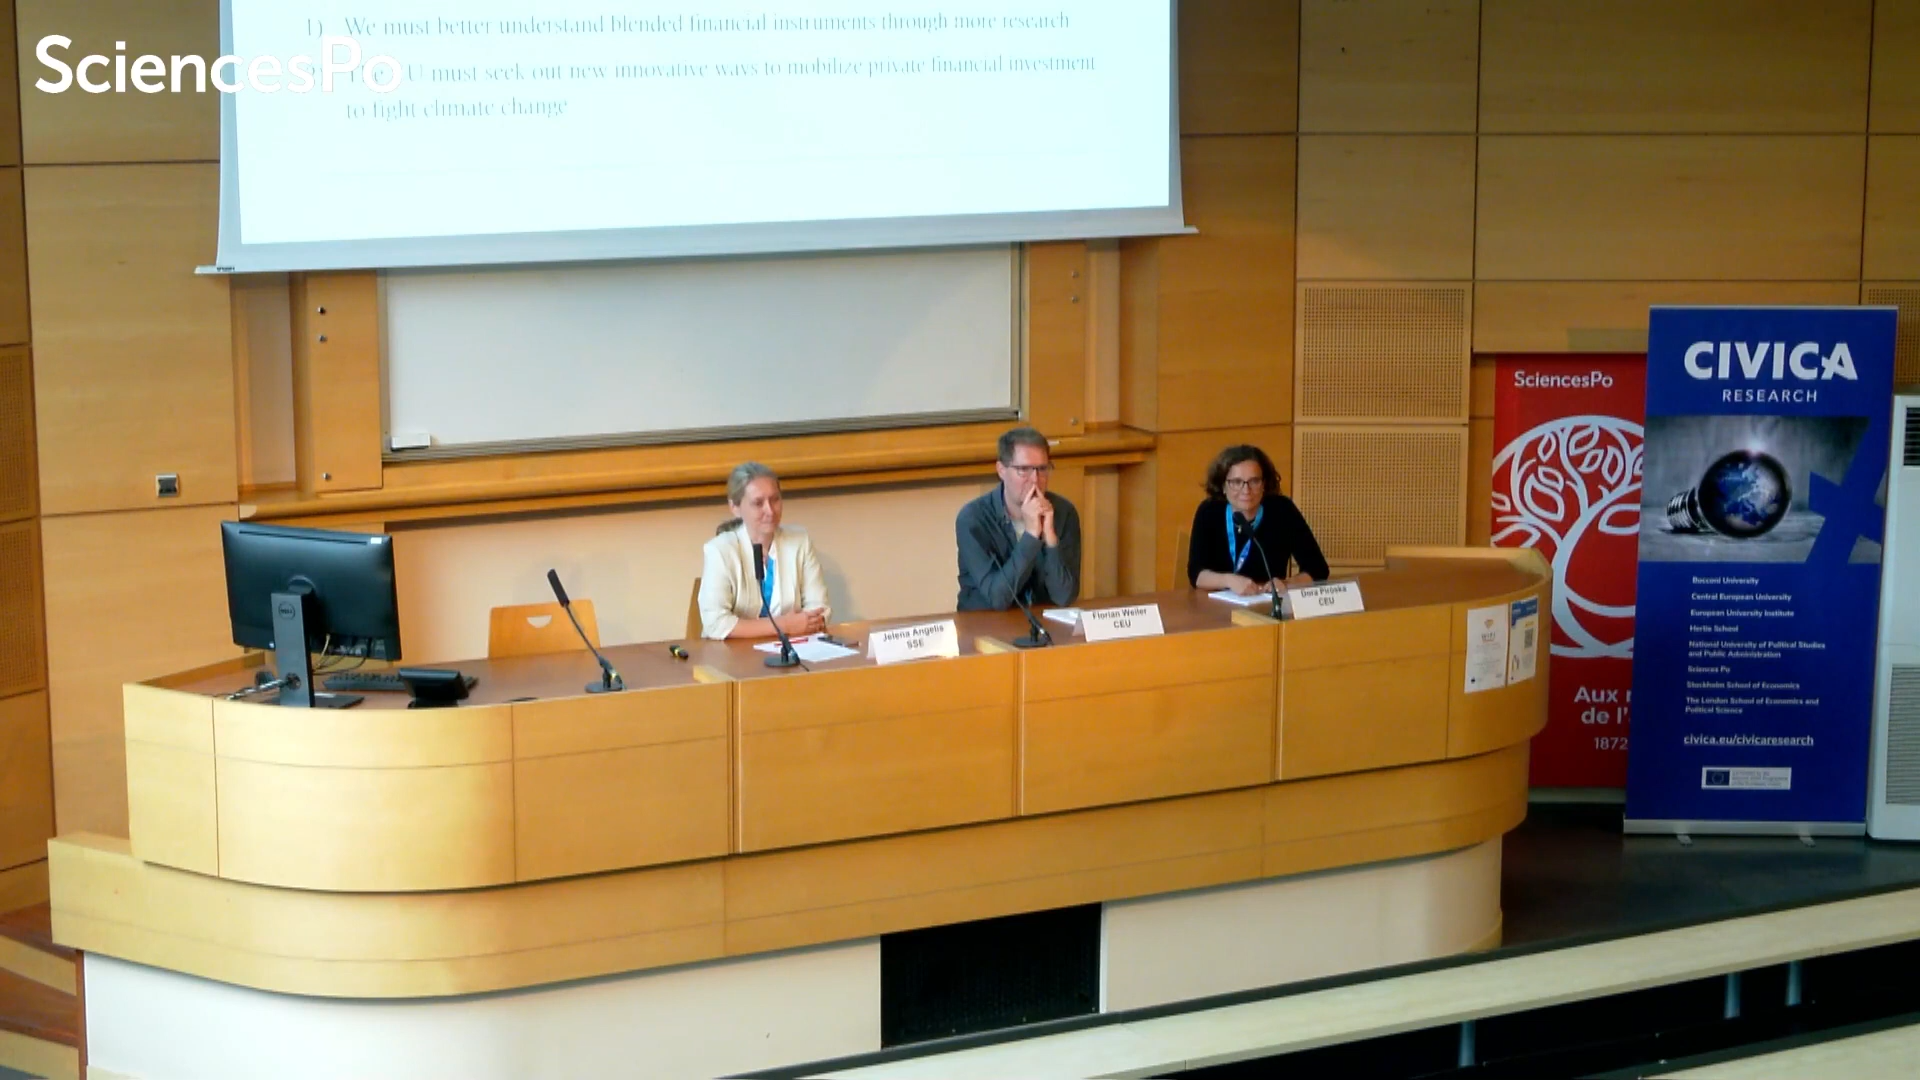 SciencesPo
1) We must better understand blended financial instruments through more research
EU must seek out new innovative ways to mobilize private financial investment
to fight climate change
Jelena Angelis
SSE
Florian Weiler
CEU
Dora Piroska
CEU
SciencesPo
Aux
de l'
1872
CIVICA
RESEARCH
Bocconi University
Central European University
European University Institute
Hertie School
National University of Political Studies
and Public Administration
Sciences Po
Stockholm School of Economics
The London School of Economics and
Political Science
civica.eu/civicaresearch
DELL